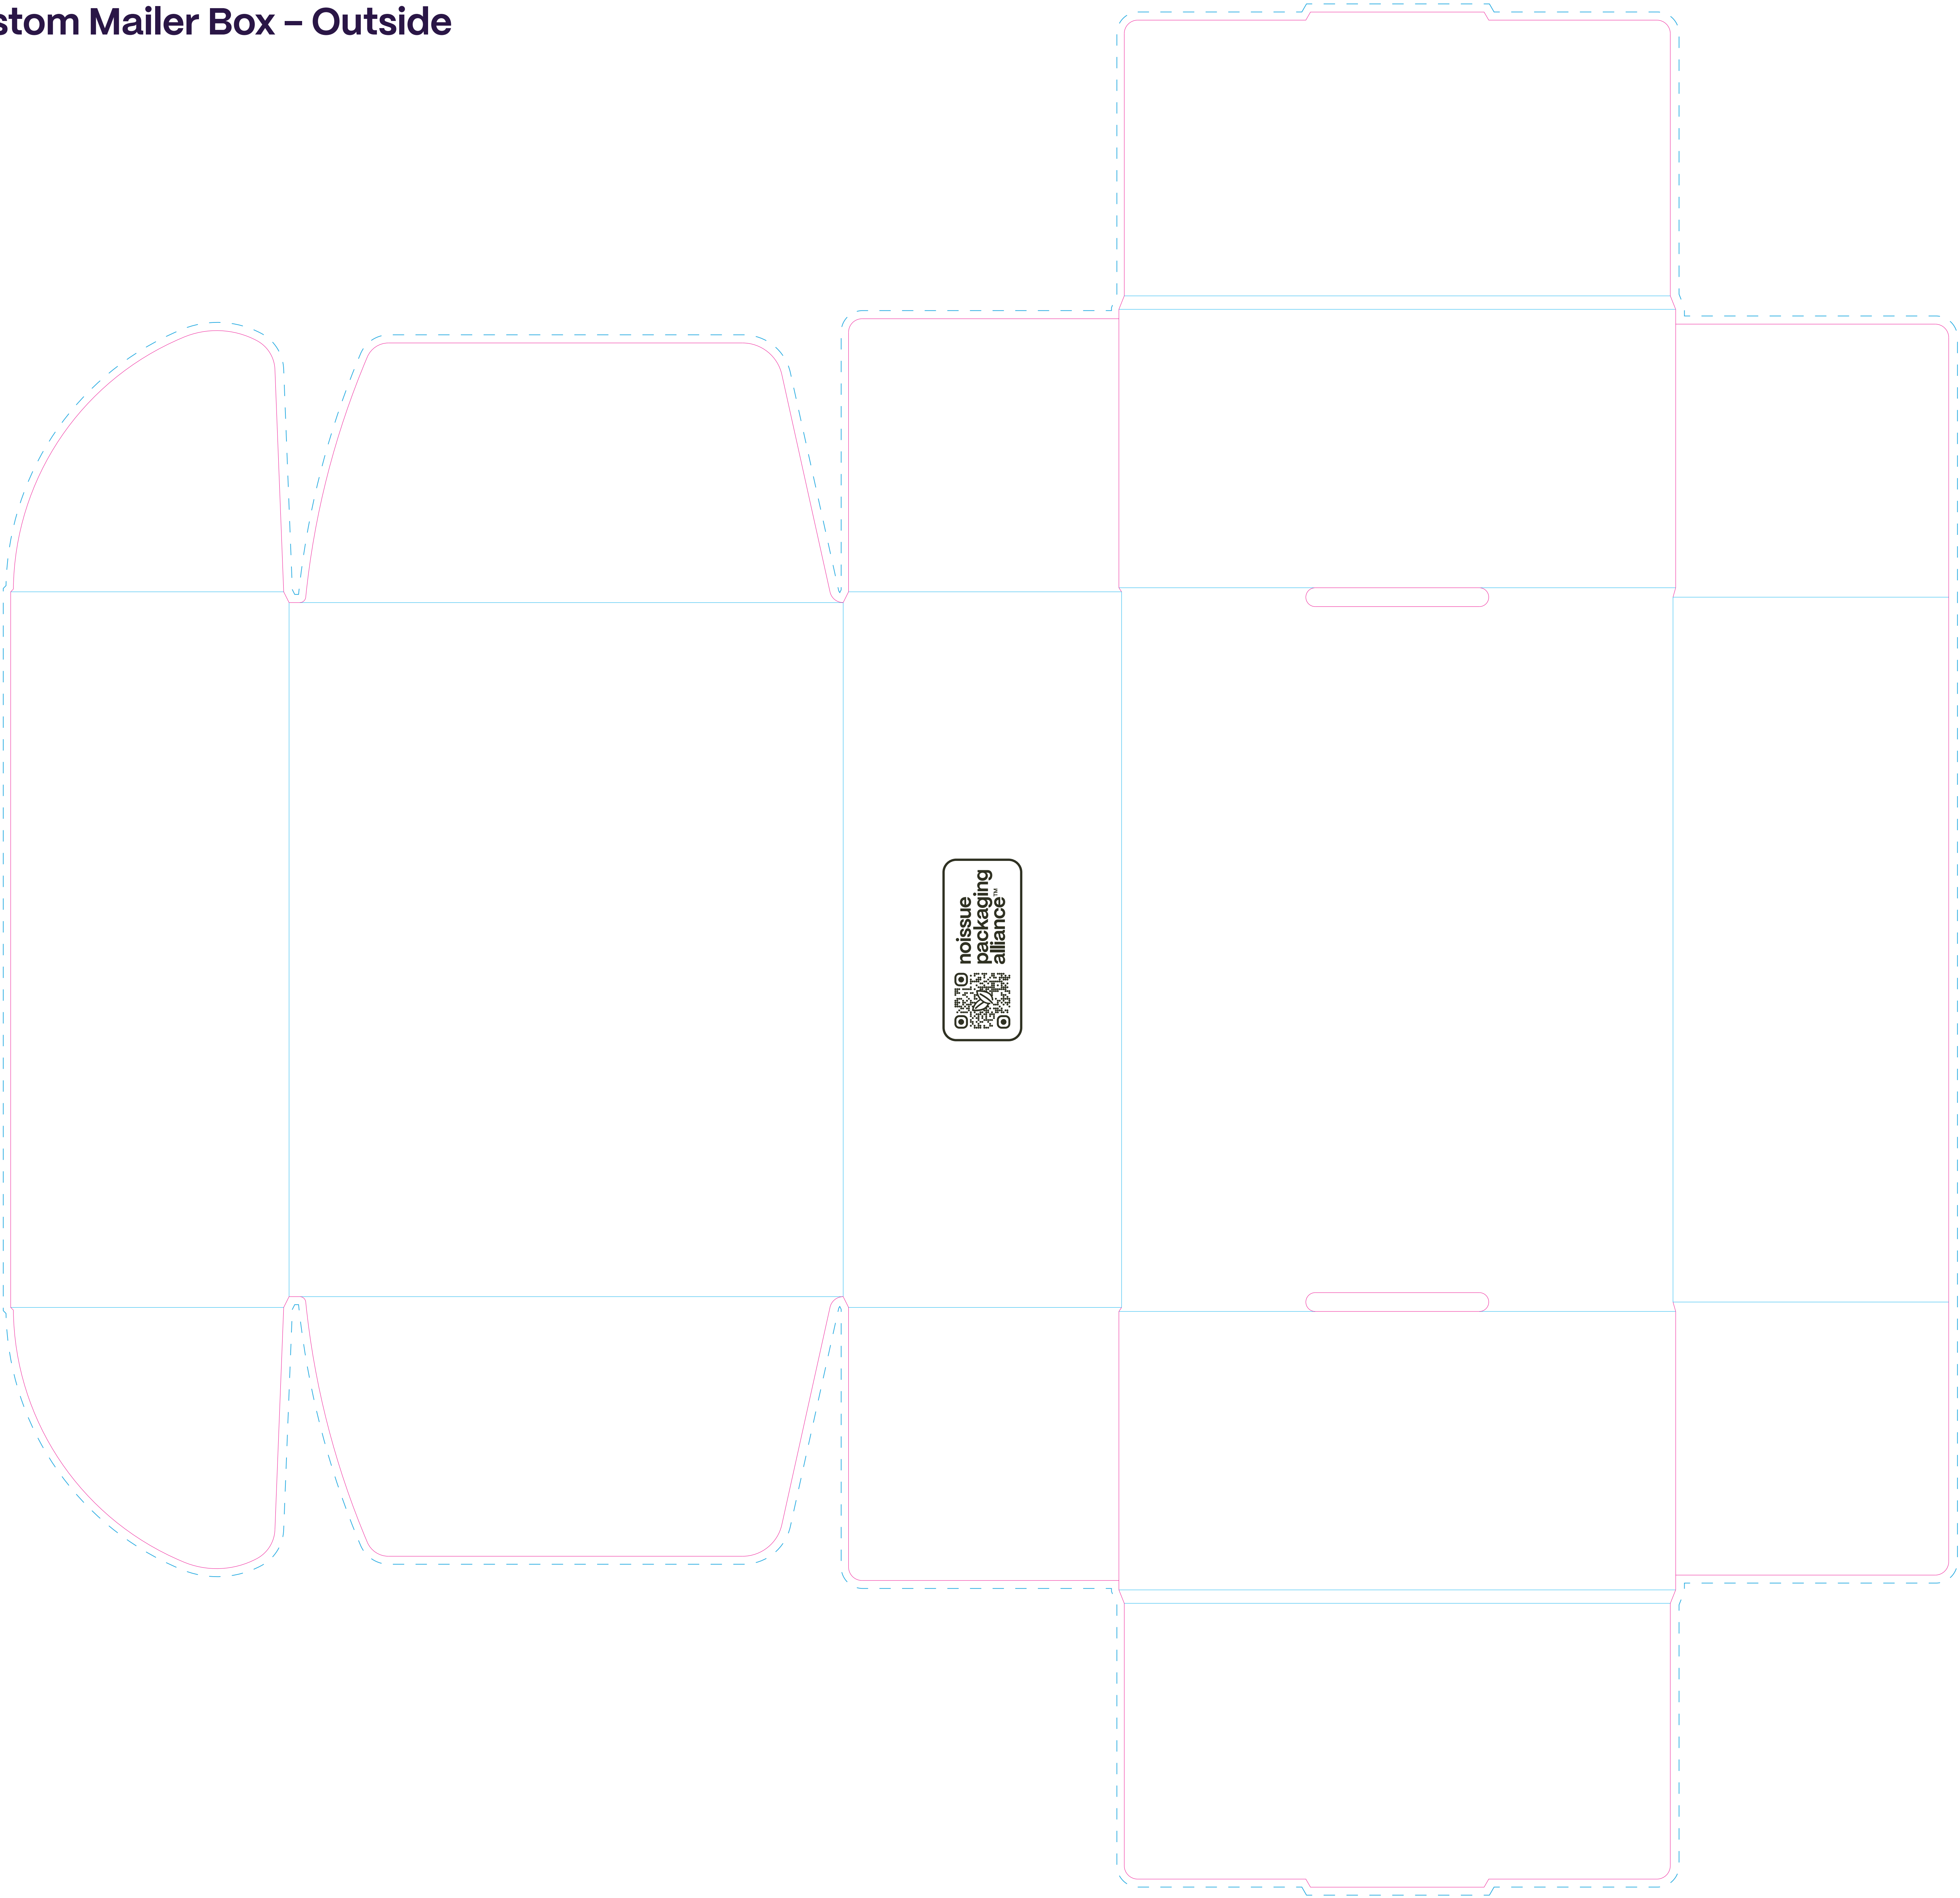 stom Mailer Box – Outside
noissue
packaging
alliance™